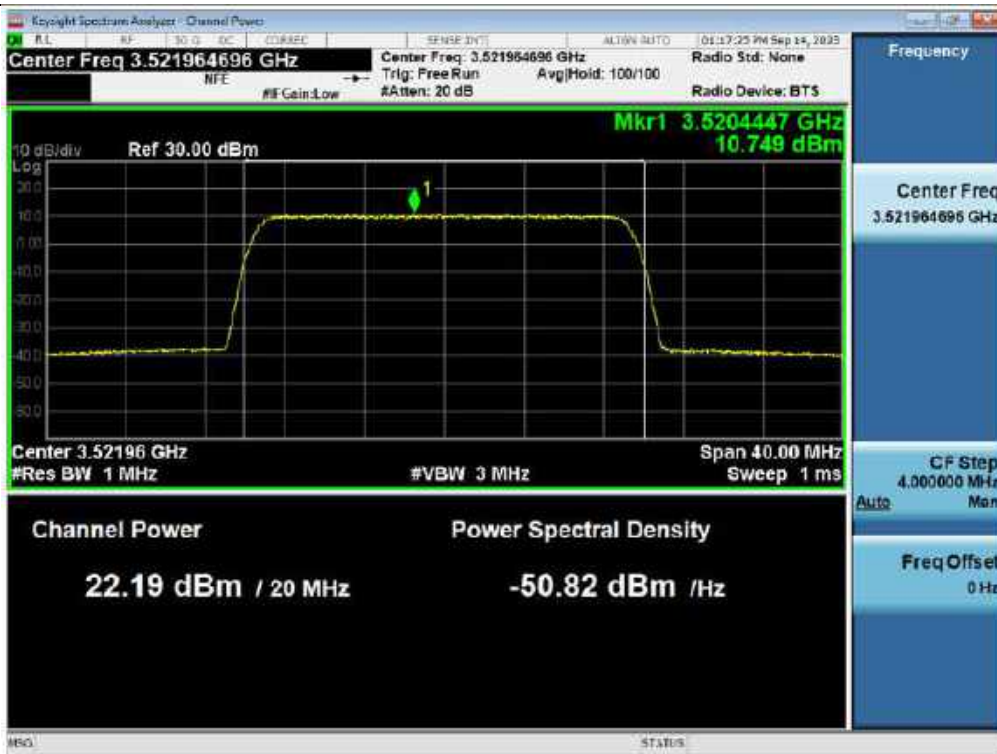 Keysight Spectrum Analyzer - Channel Power
RL RF 50 Ω DC CORREC SENSE:INT ALIGN AUTO 01:17:25 PM Sep 14, 2023
Center Freq 3.521964696 GHz
NFE
#IFGain:Low
Center Freq: 3.521964696 GHz
Trig: Free Run Avg|Hold: 100/100
#Atten: 20 dB
Radio Std: None
Radio Device: BTS
Mkr1 3.5204447 GHz
10.749 dBm
10 dB/div Ref 30.00 dBm
Log
20.0
1
10.0
0.00
-10.0
-20.0
-30.0
-40.0
-50.0
-60.0
Center 3.52196 GHz Span 40.00 MHz
#Res BW 1 MHz #VBW 3 MHz Sweep 1 ms
Channel Power Power Spectral Density
22.19 dBm / 20 MHz -50.82 dBm /Hz
MSG STATUS
Frequency
Center Freq
3.521964696 GHz
CF Step
4.000000 MHz
Auto Man
Freq Offset
0 Hz